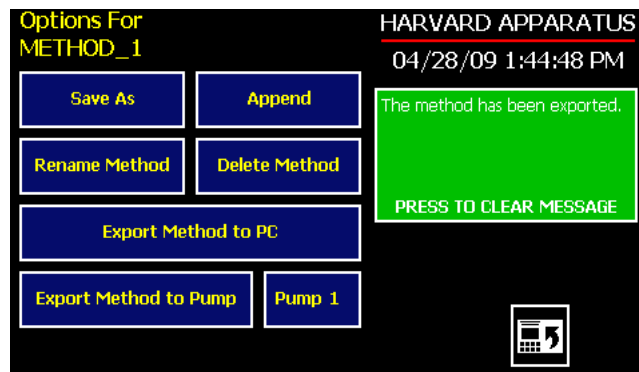 Options For
METHOD_1
Save As
Append
Rename Method
Delete Method
Export Method to PC
Export Method to Pump
Pump 1
HARVARD APPARATUS
04/28/09 1:44:48 PM
The method has been exported.
PRESS TO CLEAR MESSAGE